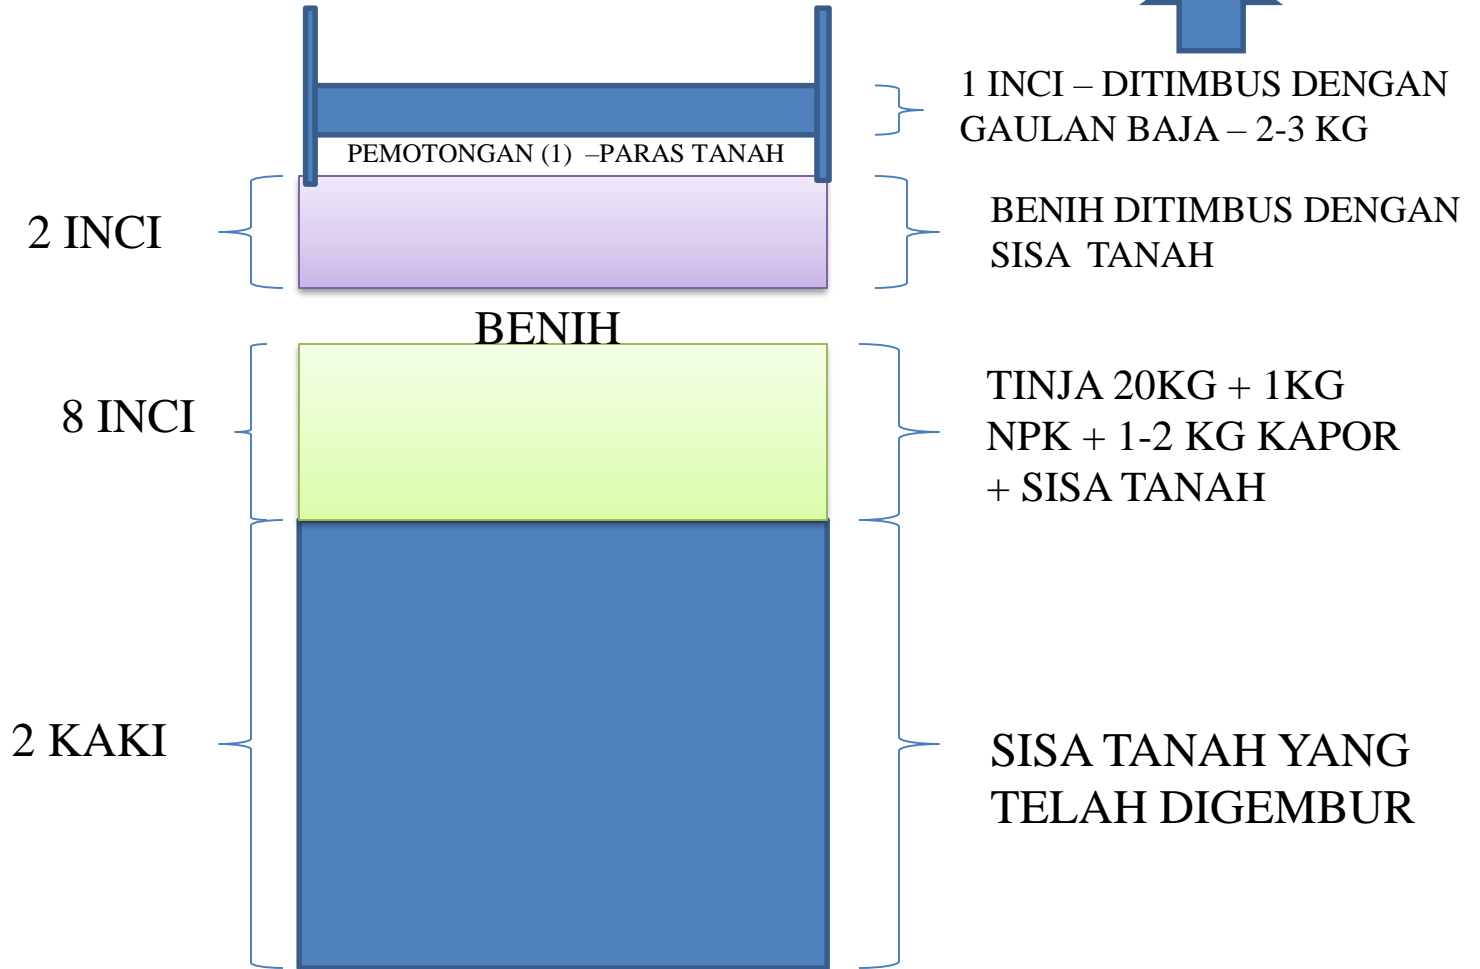 1 INCI – DITIMBUS DENGAN
GAULAN BAJA – 2-3 KG
PEMOTONGAN (1) –PARAS TANAH
2 INCI
BENIH DITIMBUS DENGAN
SISA TANAH
BENIH
8 INCI
TINJA 20KG + 1KG
NPK + 1-2 KG KAPOR
+ SISA TANAH
2 KAKI
SISA TANAH YANG
TELAH DIGEMBUR